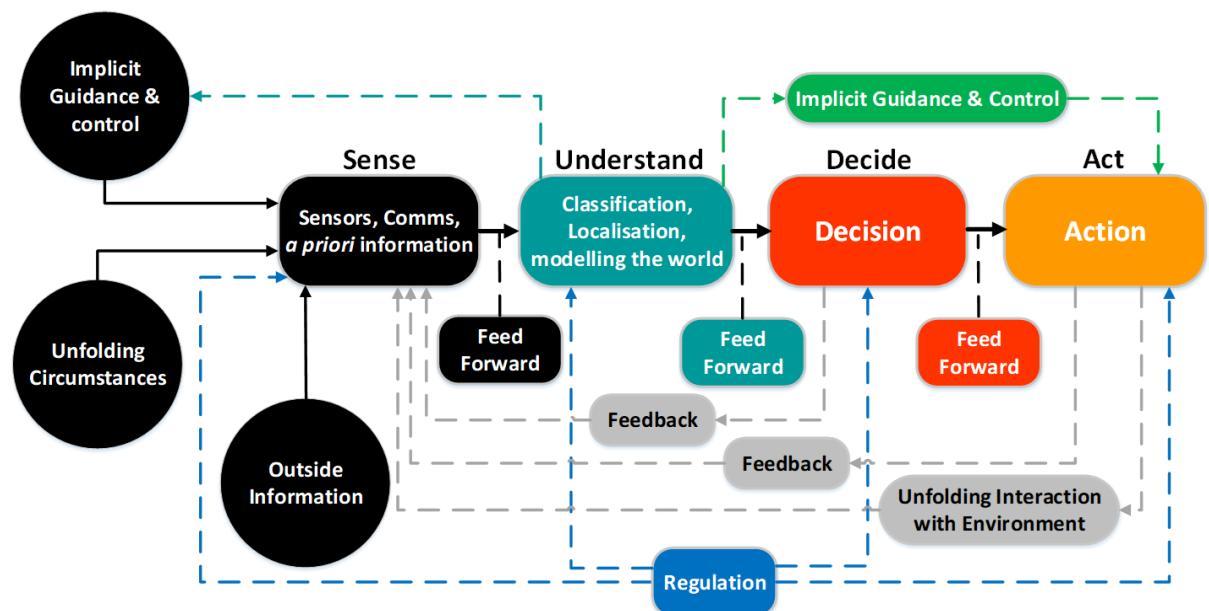 Implicit
Guidance &
control
Implicit Guidance & Control
Sense
Understand
Decide
Act
Sensors, Comms,
a priori information
Classification,
Localisation,
modelling the world
Decision
Action
Unfolding
Circumstances
Feed
Forward
Feed
Forward
Feed
Forward
Feedback
Feedback
Outside
Information
Unfolding Interaction
with Environment
Regulation